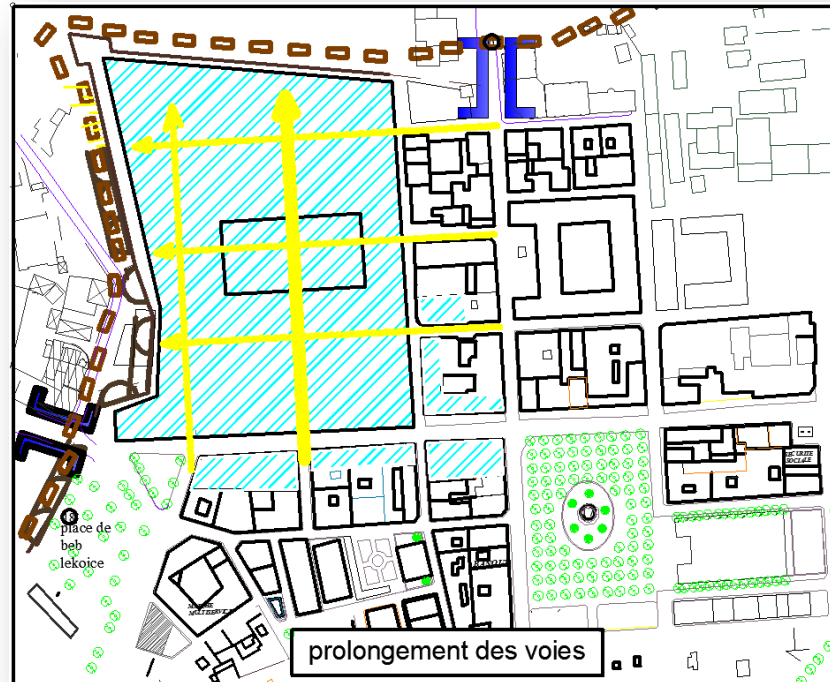 SECURITE
SOCIALE
place de
beb
lekoice
prolongement des voies